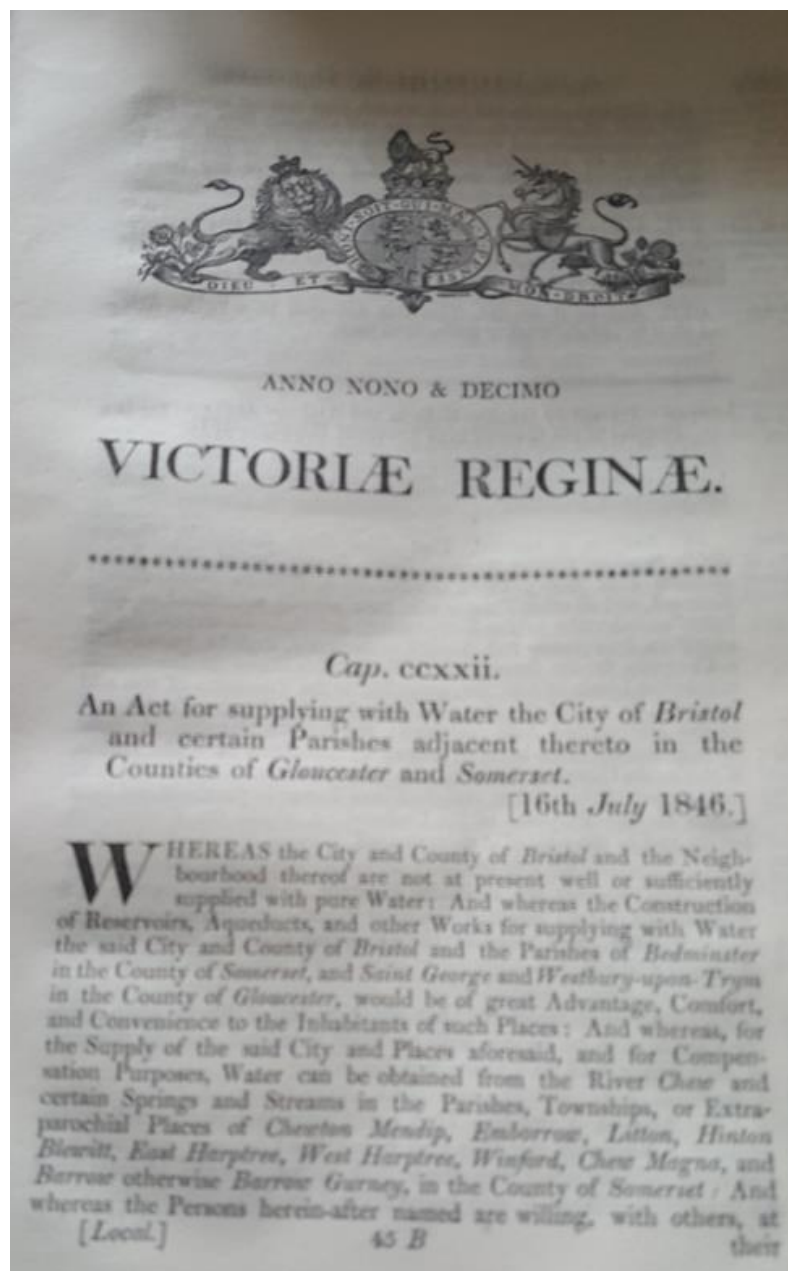 HONI·SOIT·QUI·MAL·Y·PENSE
DIEU · ET · MON·DROIT
ANNO NONO & DECIMO
VICTORIÆ REGINÆ.
Cap. ccxxii.
An Act for supplying with Water the City of Bristol
and certain Parishes adjacent thereto in the
Counties of Gloucester and Somerset.
[16th July 1846.]
WHEREAS the City and County of Bristol and the Neigh-
bourhood thereof are not at present well or sufficiently
supplied with pure Water: And whereas the Construction
of Reservoirs, Aqueducts, and other Works for supplying with Water
the said City and County of Bristol and the Parishes of Bedminster
in the County of Somerset, and Saint George and Westbury-upon-Trym
in the County of Gloucester, would be of great Advantage, Comfort,
and Convenience to the Inhabitants of such Places: And whereas, for
the Supply of the said City and Places aforesaid, and for Compen-
sation Purposes, Water can be obtained from the River Chew and
certain Springs and Streams in the Parishes, Townships, or Extra-
parochial Places of Chewton Mendip, Emborrow, Litton, Hinton
Blewitt, East Harptree, West Harptree, Winford, Chew Magna, and
Barrow otherwise Barrow Gurney, in the County of Somerset: And
whereas the Persons herein-after named are willing, with others, at
[Local.] 45 B their